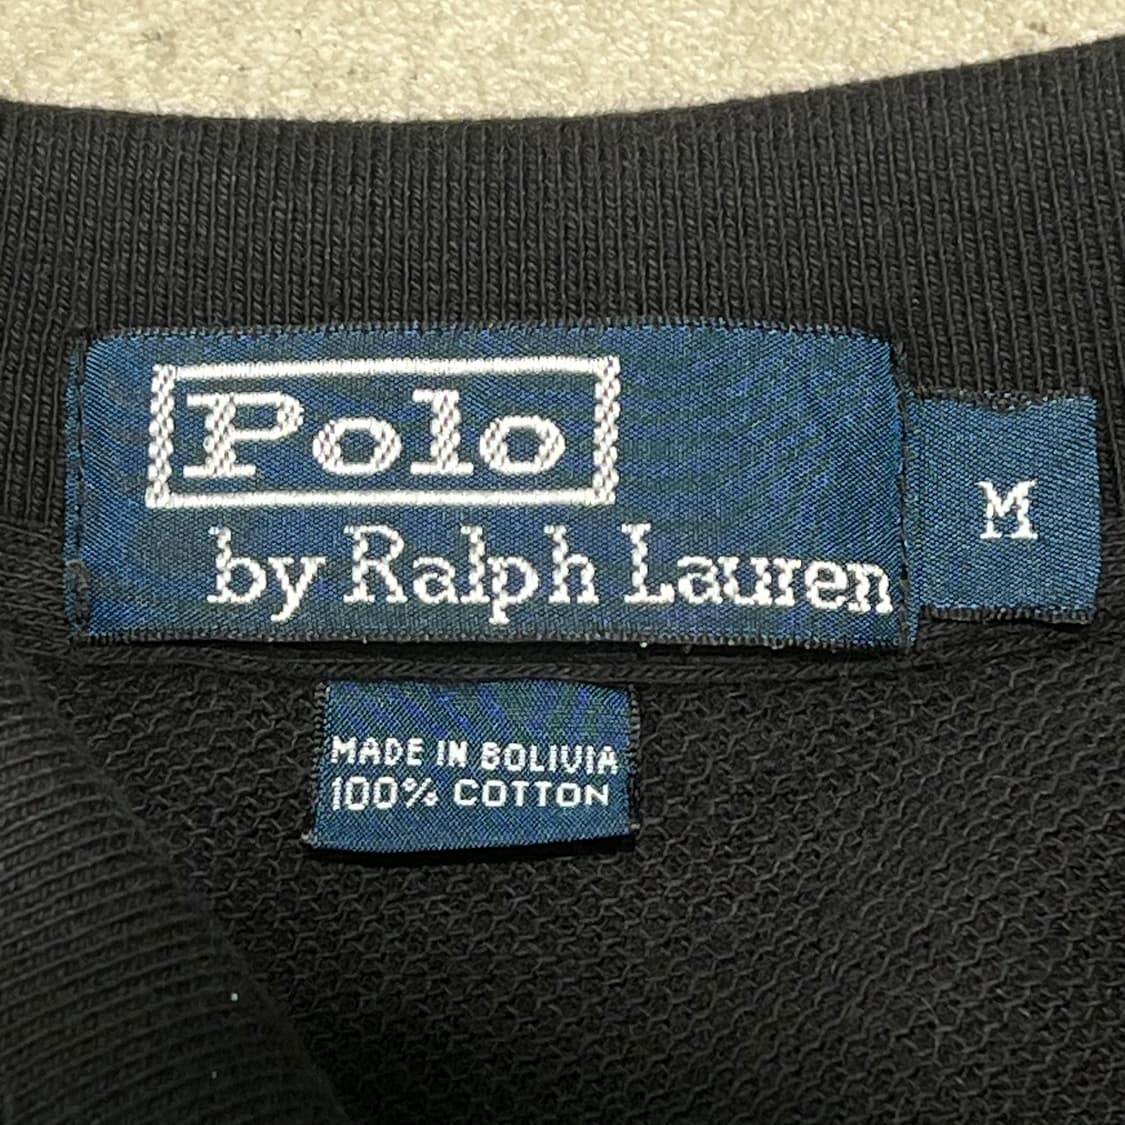 Polo
by Ralph Lauren
M
MADE IN BOLIVIA
100% COTTON